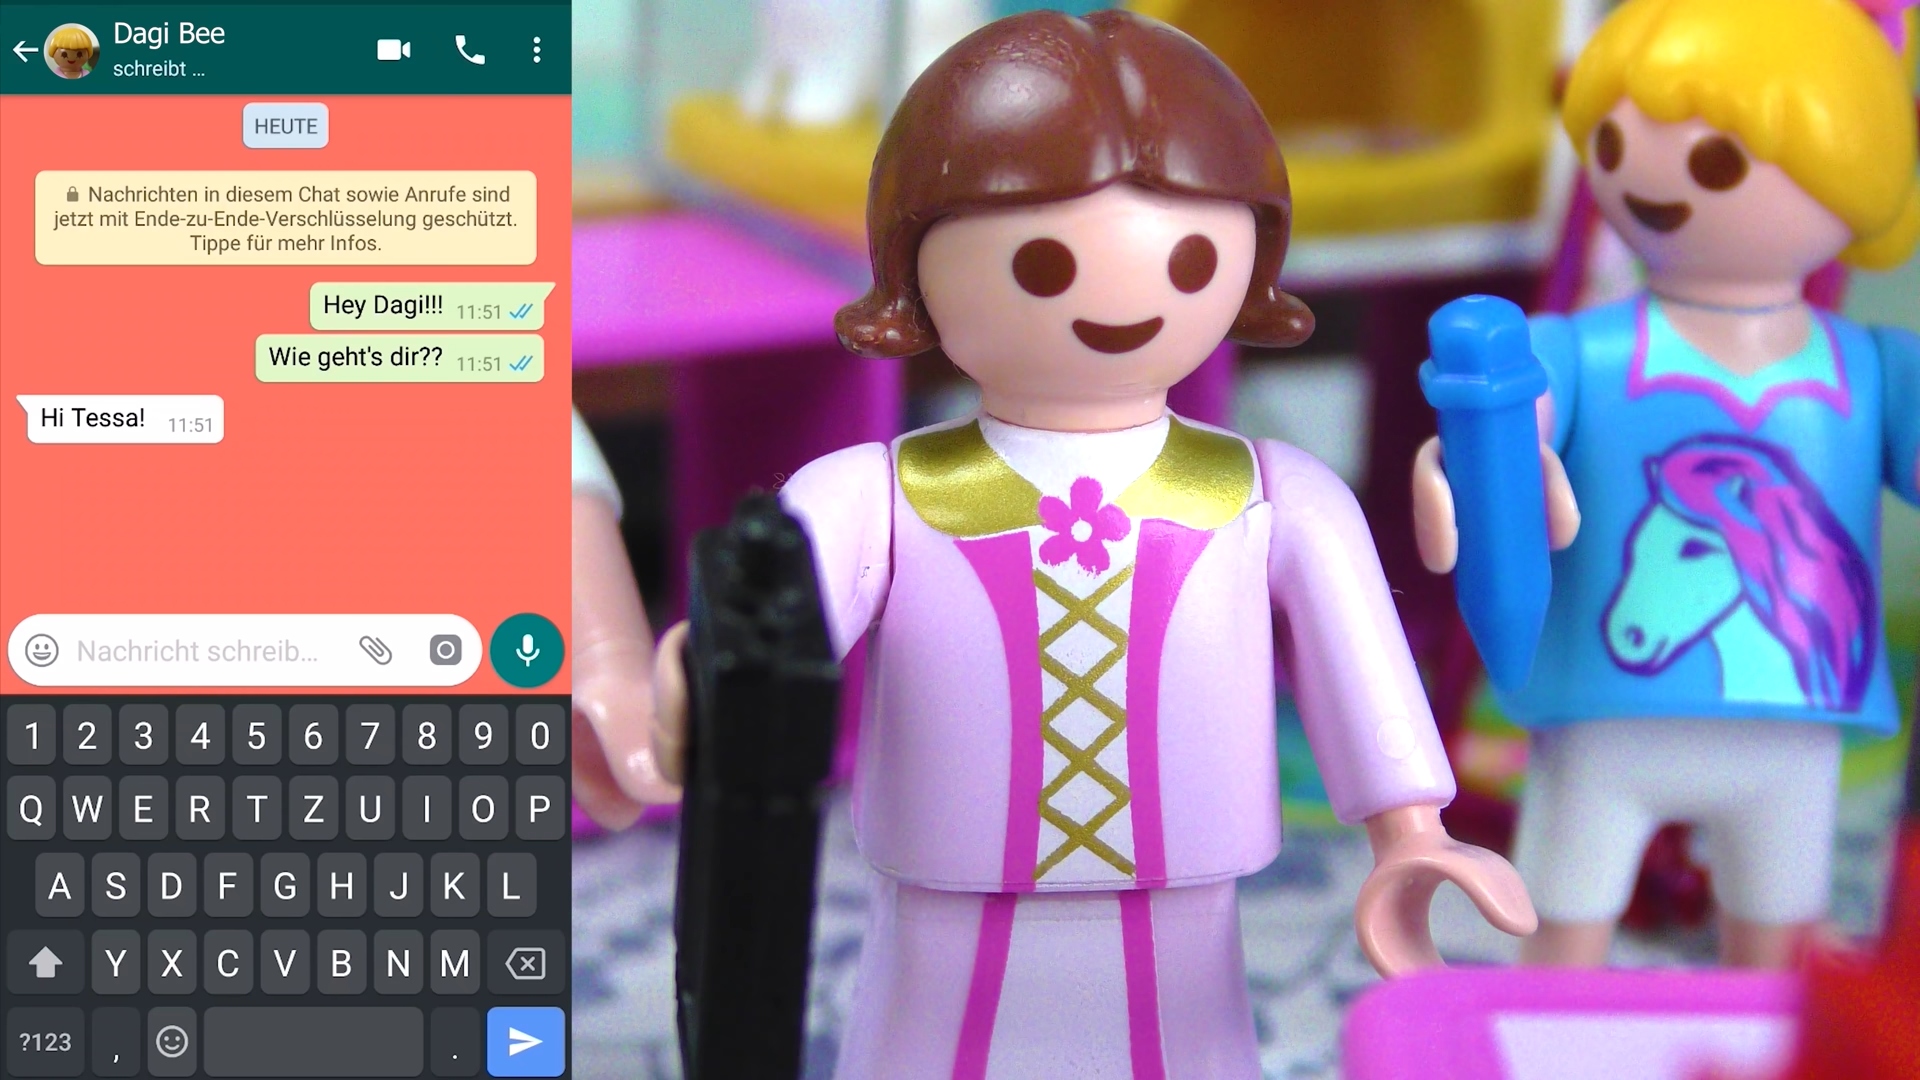 Dagi Bee
schreibt ...
HEUTE
Nachrichten in diesem Chat sowie Anrufe sind
jetzt mit Ende-zu-Ende-Verschlüsselung geschützt.
Tippe für mehr Infos.
Hey Dagi!!! 11:51
Wie geht's dir?? 11:51
Hi Tessa! 11:51
Nachricht schreib...
1 2 3 4 5 6 7 8 9 0
Q W E R T Z U I O P
A S D F G H J K L
Y X C V B N M
?123 , .